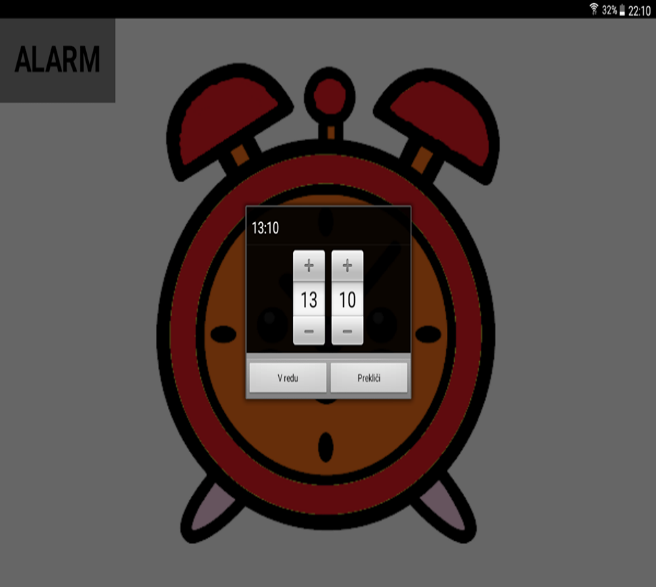 32% 22:10
ALARM
13:10
+ +
13 10
− −
V redu Prekliči